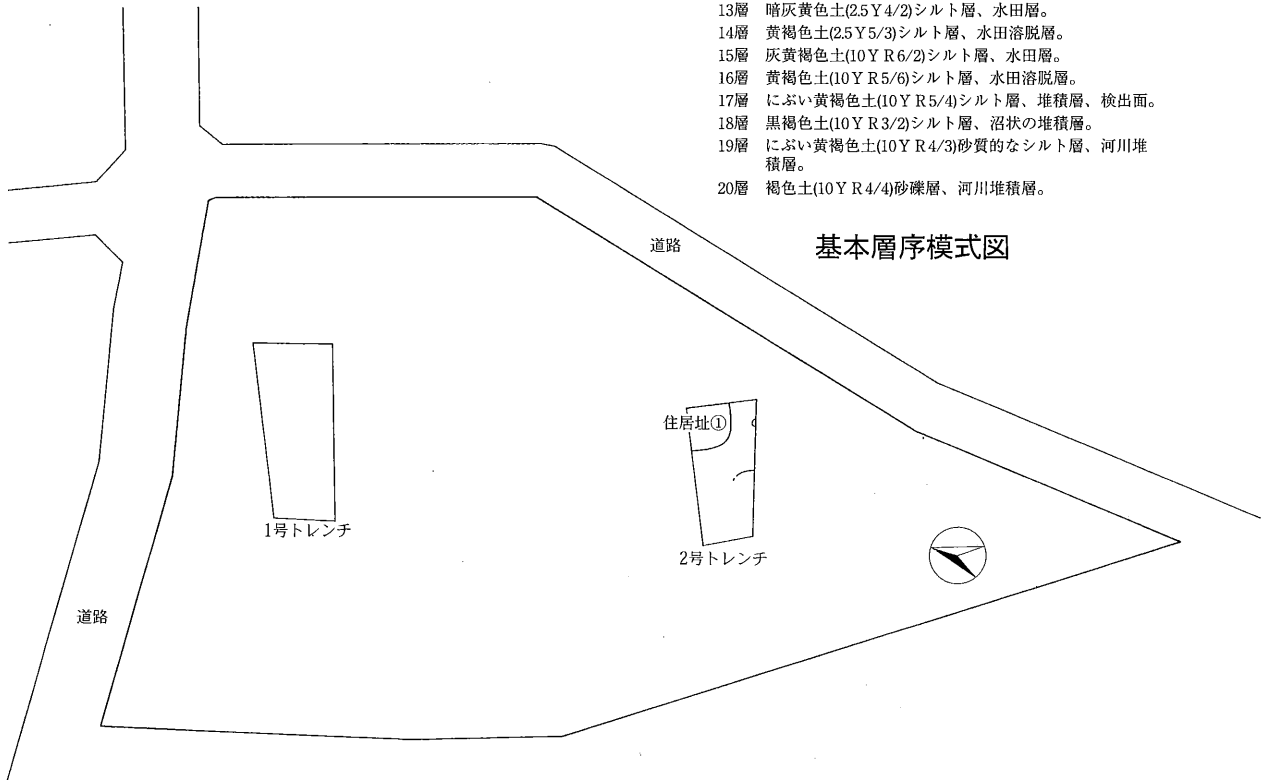 13層 暗灰黄色土(2.5Y4/2)シルト層、水田層。
14層 黄褐色土(2.5Y5/3)シルト層、水田溶脱層。
15層 灰黄褐色土(10YR6/2)シルト層、水田層。
16層 黄褐色土(10YR5/6)シルト層、水田溶脱層。
17層 にぶい黄褐色土(10YR5/4)シルト層、堆積層、検出面。
18層 黒褐色土(10YR3/2)シルト層、沼状の堆積層。
19層 にぶい黄褐色土(10YR4/3)砂質的なシルト層、河川堆
積層。
20層 褐色土(10YR4/4)砂礫層、河川堆積層。
基本層序模式図
道路
住居址①
1号トレンチ
2号トレンチ
道路